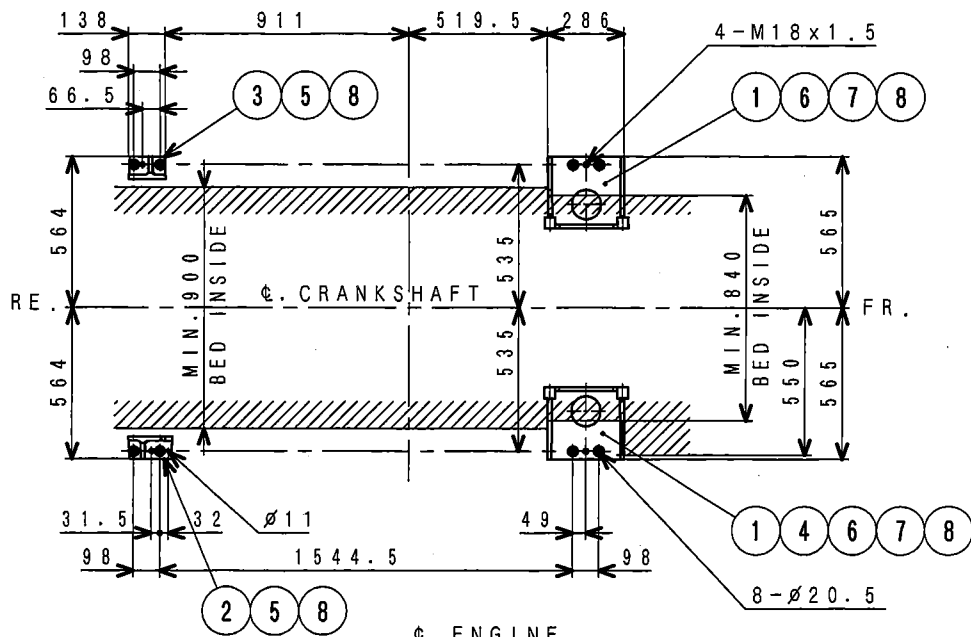 138
911
519.5
286
4-M18x1.5
98
66.5
3 5 8
1 6 7 8
564
MIN.900
BED INSIDE
535
MIN.840
BED INSIDE
565
RE.
℄.CRANKSHAFT
FR.
564
535
550
565
31.5
32
Ø11
49
1 4 6 7 8
98
1544.5
98
8-Ø20.5
2 5 8
℄ ENGINE